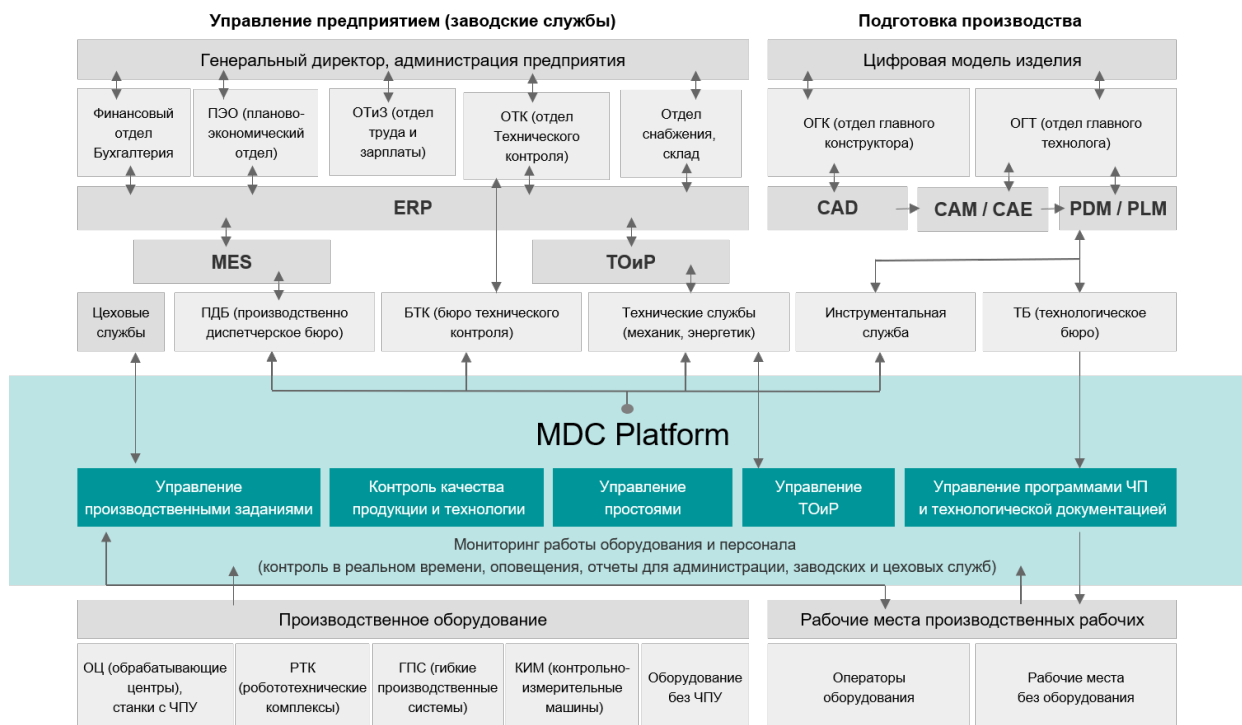 Управление предприятием (заводские службы)
Подготовка производства
Генеральный директор, администрация предприятия
Цифровая модель изделия
Финансовый
отдел
Бухгалтерия
ПЭО (планово-
экономический
отдел)
ОТиЗ (отдел
труда и
зарплаты)
ОТК (отдел
Технического
контроля)
Отдел
снабжения,
склад
ОГК (отдел главного
конструктора)
ОГТ (отдел главного
технолога)
ERP
CAD
CAM / CAE
PDM / PLM
MES
ТОиР
Цеховые
службы
ПДБ (производственно
диспетчерское бюро)
БТК (бюро технического
контроля)
Технические службы
(механик, энергетик)
Инструментальная
служба
ТБ (технологическое
бюро)
MDC Platform
Управление
производственными заданиями
Контроль качества
продукции и технологии
Управление
простоями
Управление
ТОиР
Управление программами ЧП
и технологической документацией
Мониторинг работы оборудования и персонала
(контроль в реальном времени, оповещения, отчеты для администрации, заводских и цеховых служб)
Производственное оборудование
Рабочие места производственных рабочих
ОЦ (обрабатывающие
центры),
станки с ЧПУ
РТК
(робототехнические
комплексы)
ГПС (гибкие
производственные
системы)
КИМ (контрольно-
измерительные
машины)
Оборудование
без ЧПУ
Операторы
оборудования
Рабочие места
без оборудования